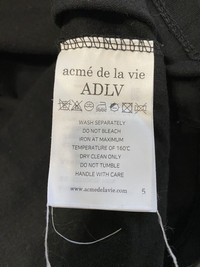 acmé de la vie
ADLV
WASH SEPARATELY
DO NOT BLEACH
IRON AT MAXIMUM
TEMPERATURE OF 160°C
DRY CLEAN ONLY
DO NOT TUMBLE
HANDLE WITH CARE
www.acmedelavie.com 5